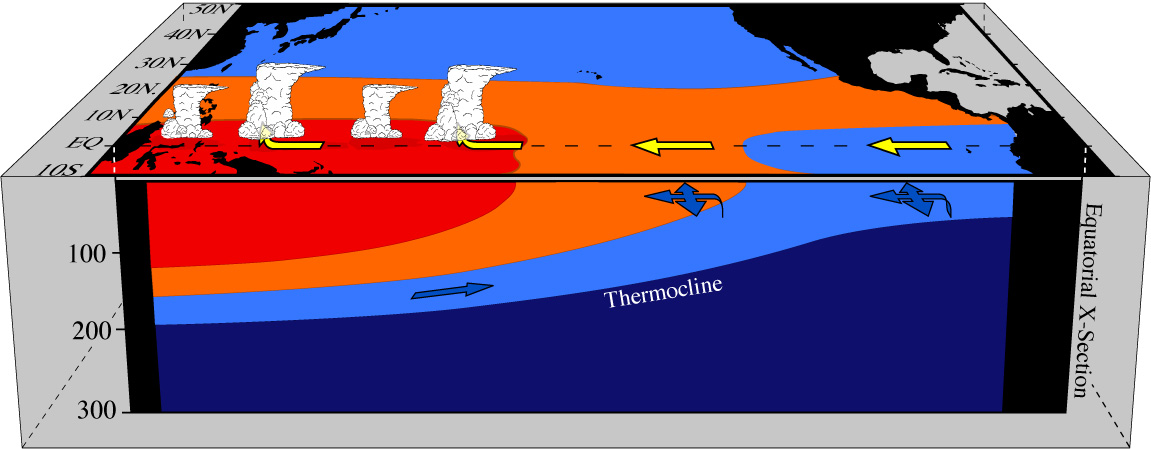 50N
40N
30N
20N
10N
EQ
10S
100
200
300
Thermocline
Equatorial X-Section